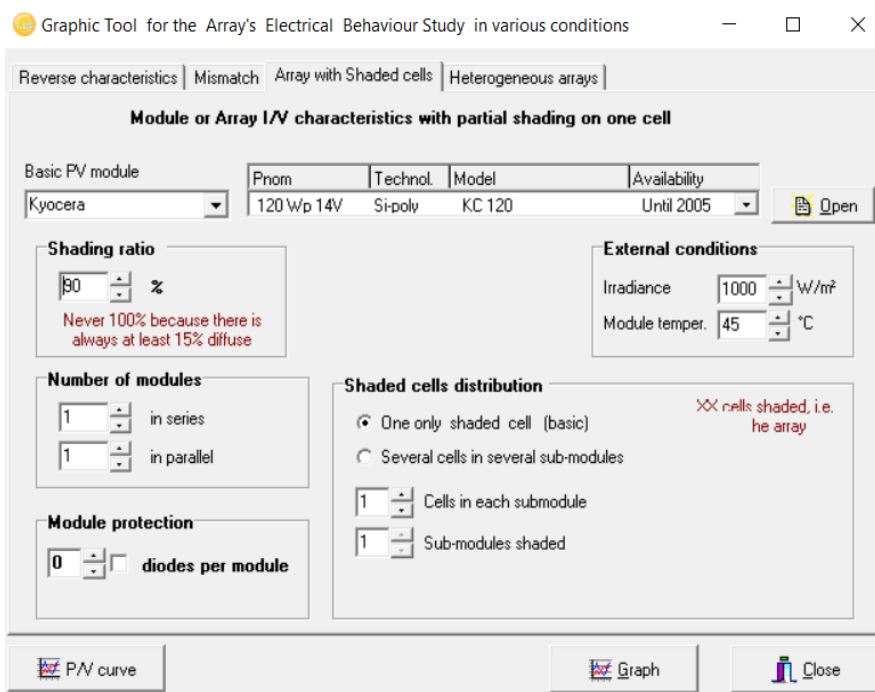 Graphic Tool for the Array's Electrical Behaviour Study in various conditions
Reverse characteristics Mismatch Array with Shaded cells Heterogeneous arrays
Module or Array I/V characteristics with partial shading on one cell
Basic PV module
Pnom Technol. Model Availability
Kyocera 120 Wp 14V Si-poly KC 120 Until 2005 Open
Shading ratio
90 %
Never 100% because there is
always at least 15% diffuse
External conditions
Irradiance 1000 W/m²
Module temper. 45 °C
Number of modules
1 in series
1 in parallel
Module protection
0 diodes per module
Shaded cells distribution
One only shaded cell (basic)
Several cells in several sub-modules
1 Cells in each submodule
1 Sub-modules shaded
XX cells shaded, i.e.
he array
P/V curve Graph Close